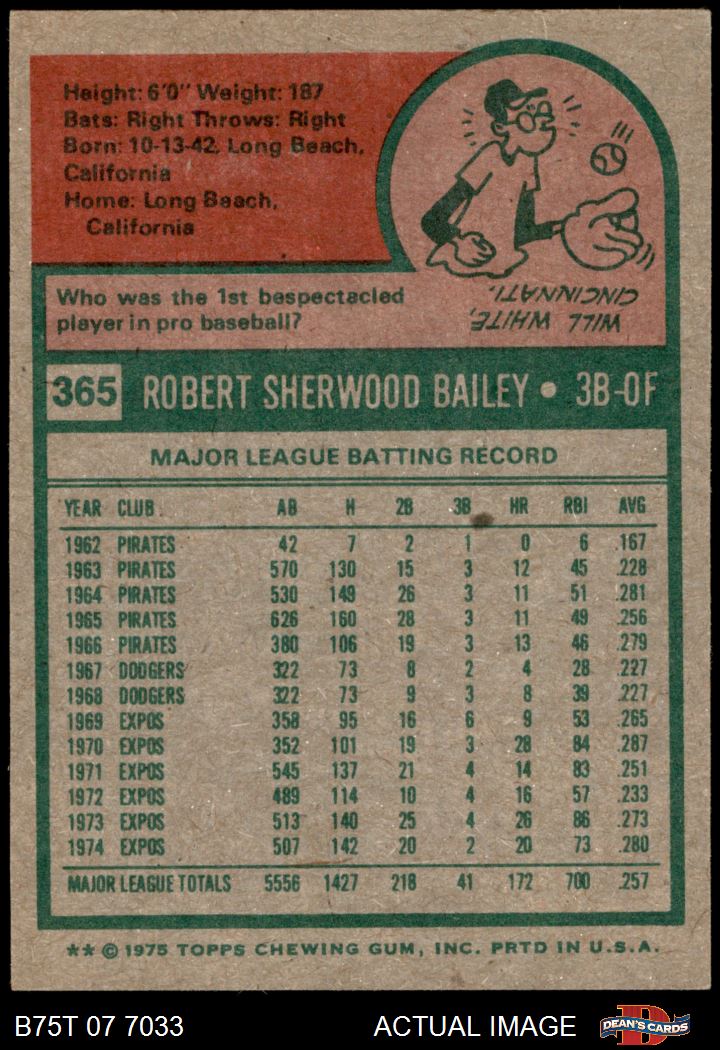 Height: 6'0" Weight: 187
Bats: Right Throws: Right
Born: 10-13-42, Long Beach,
California
Home: Long Beach,
California
Who was the 1st bespectacled
player in pro baseball?
WILL WHITE,
CINCINNATI.
365 ROBERT SHERWOOD BAILEY • 3B-OF
MAJOR LEAGUE BATTING RECORD
YEAR CLUB AB H 2B 3B HR RBI AVG
1962 PIRATES 42 7 2 1 0 6 .167
1963 PIRATES 570 130 15 3 12 45 .228
1964 PIRATES 530 149 26 3 11 51 .281
1965 PIRATES 626 160 28 3 11 49 .256
1966 PIRATES 380 106 19 3 13 46 .279
1967 DODGERS 322 73 8 2 4 28 .227
1968 DODGERS 322 73 9 3 8 39 .227
1969 EXPOS 358 95 16 6 9 53 .265
1970 EXPOS 352 101 19 3 28 84 .287
1971 EXPOS 545 137 21 4 14 83 .251
1972 EXPOS 489 114 10 4 16 57 .233
1973 EXPOS 513 140 25 4 26 86 .273
1974 EXPOS 507 142 20 2 20 73 .280
MAJOR LEAGUE TOTALS 5556 1427 218 41 172 700 .257
** © 1975 TOPPS CHEWING GUM, INC. PRTD IN U.S.A.
B75T 07 7033 ACTUAL IMAGE DEAN'S CARDS